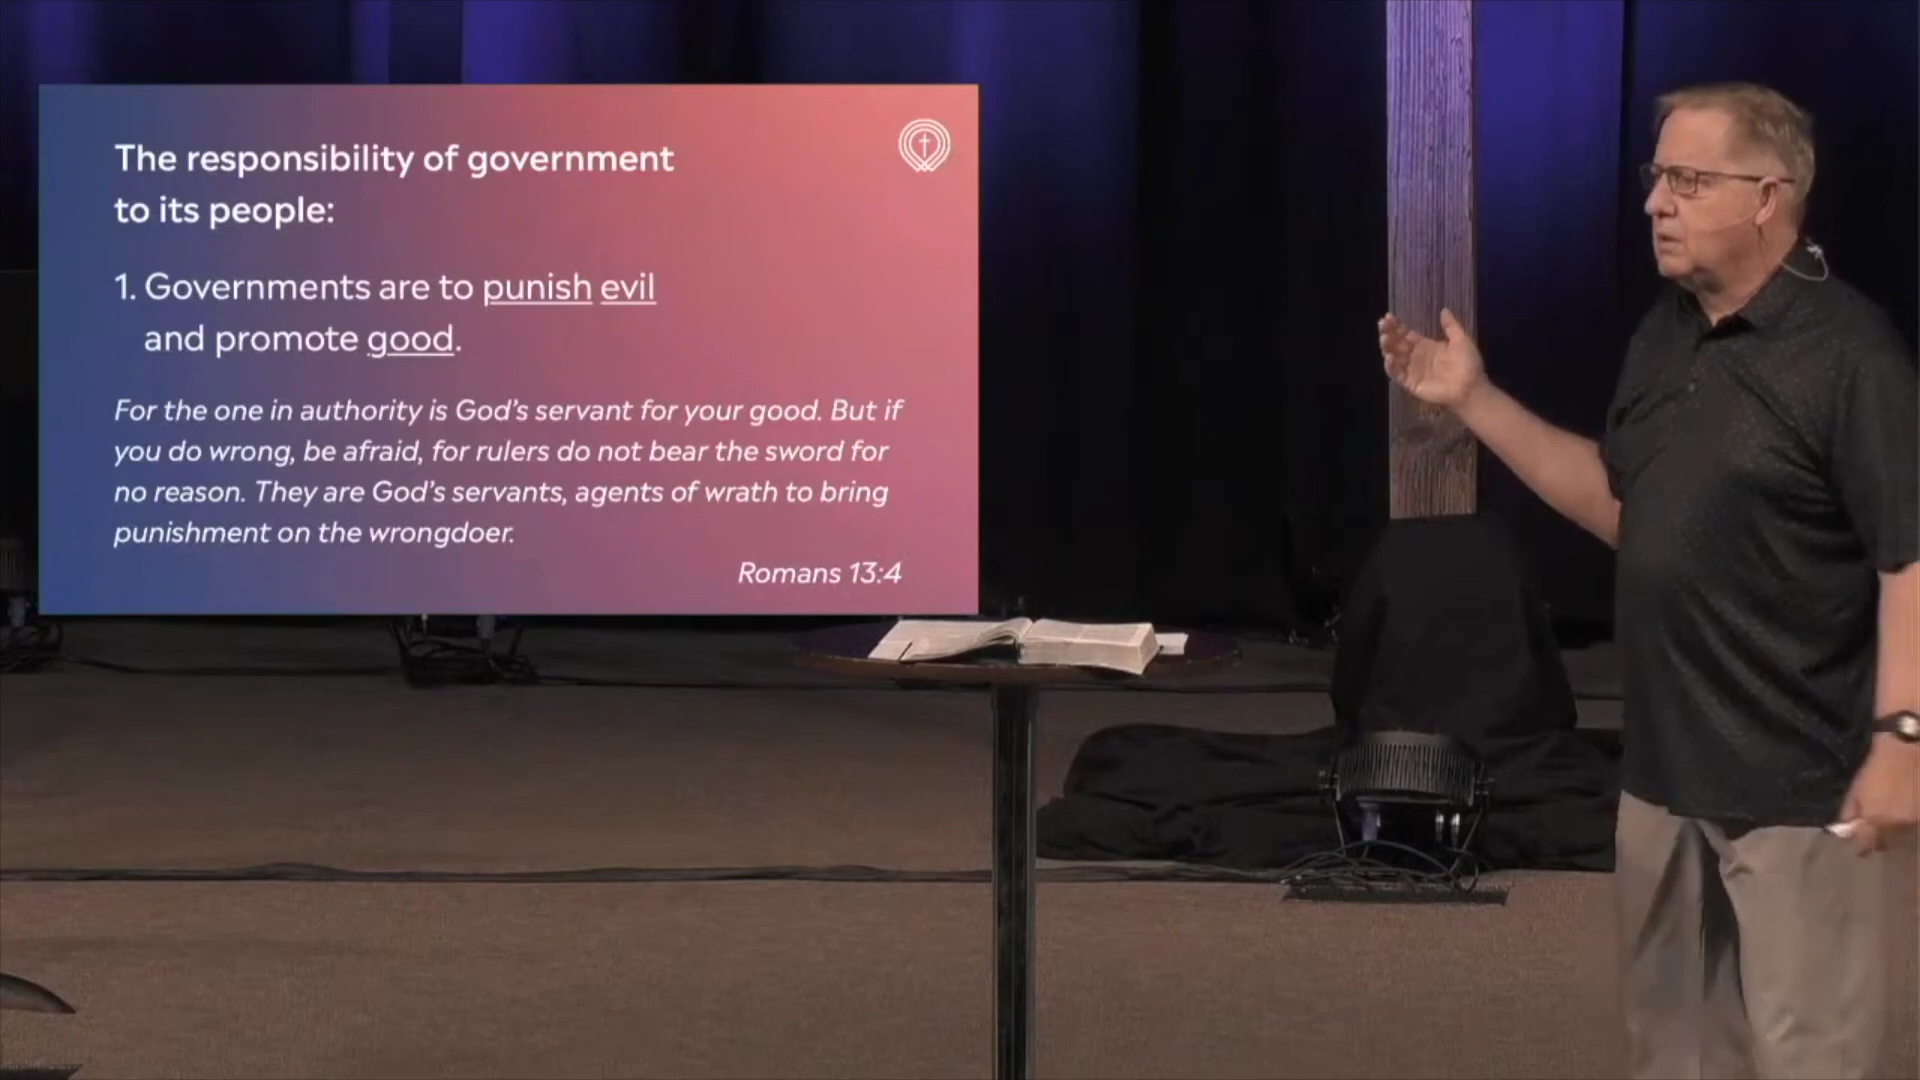 The responsibility of government
to its people:
1. Governments are to punish evil
and promote good.
For the one in authority is God's servant for your good. But if
you do wrong, be afraid, for rulers do not bear the sword for
no reason. They are God's servants, agents of wrath to bring
punishment on the wrongdoer.
Romans 13:4